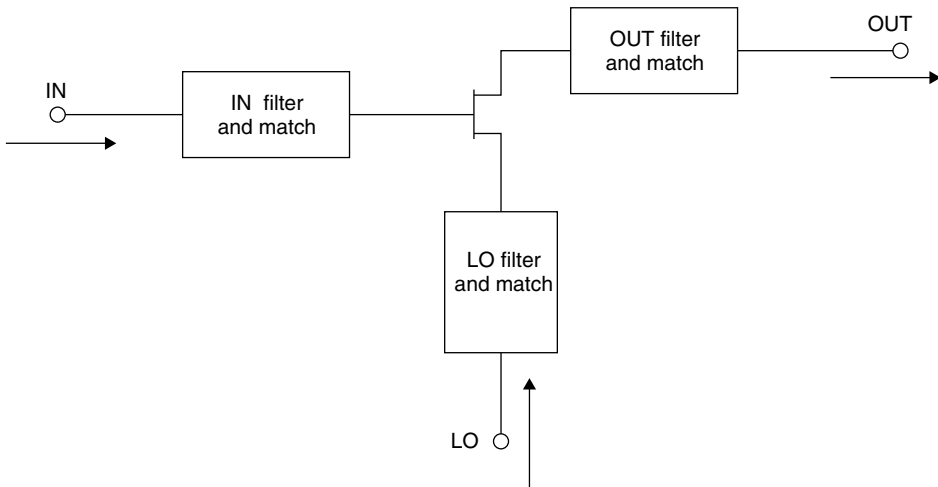 OUT
OUT filter
and match
IN
IN filter
and match
LO filter
and match
LO